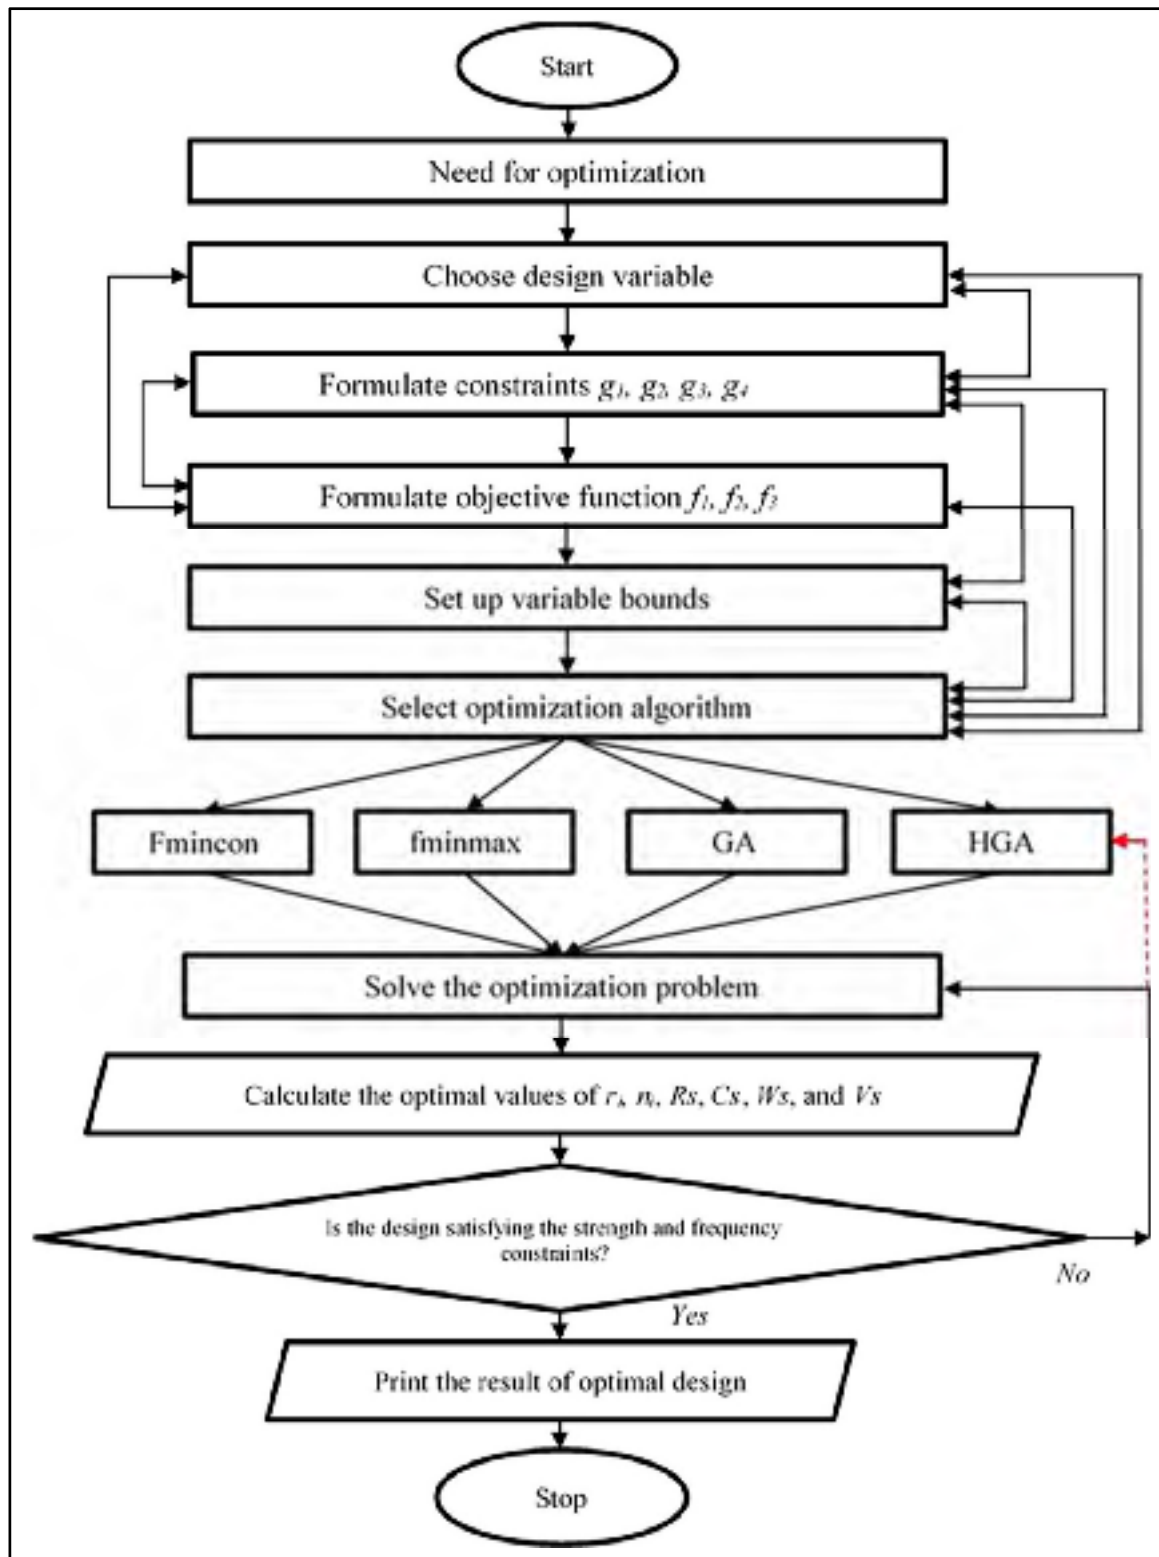 Start
Need for optimization
Choose design variable
Formulate constraints g1, g2, g3, g4
Formulate objective function f1, f2, f3
Set up variable bounds
Select optimization algorithm
Fmincon fminmax GA HGA
Solve the optimization problem
Calculate the optimal values of Rs, Cs, Ws, and Vs
Is the design satisfying the strength and frequency
constraints?
No
Yes
Print the result of optimal design
Stop